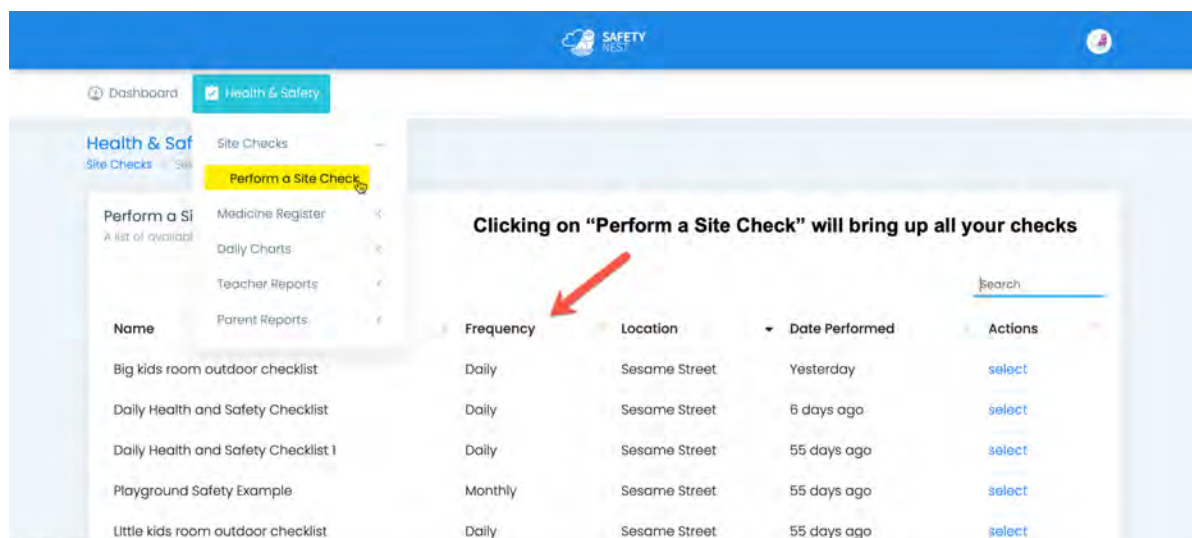 SAFETY
NEST
Dashboard
Health & Safety
Health & Saf
Site Checks
Site Checks
Perform a Site Check
Perform a Si
Medicine Register
Clicking on “Perform a Site Check” will bring up all your checks
A list of availabl
Daily Charts
Teacher Reports
Search
Parent Reports
Name Frequency Location Date Performed Actions
Big kids room outdoor checklist Daily Sesame Street Yesterday select
Daily Health and Safety Checklist Daily Sesame Street 6 days ago select
Daily Health and Safety Checklist 1 Daily Sesame Street 55 days ago select
Playground Safety Example Monthly Sesame Street 55 days ago select
Little kids room outdoor checklist Daily Sesame Street 55 days ago select